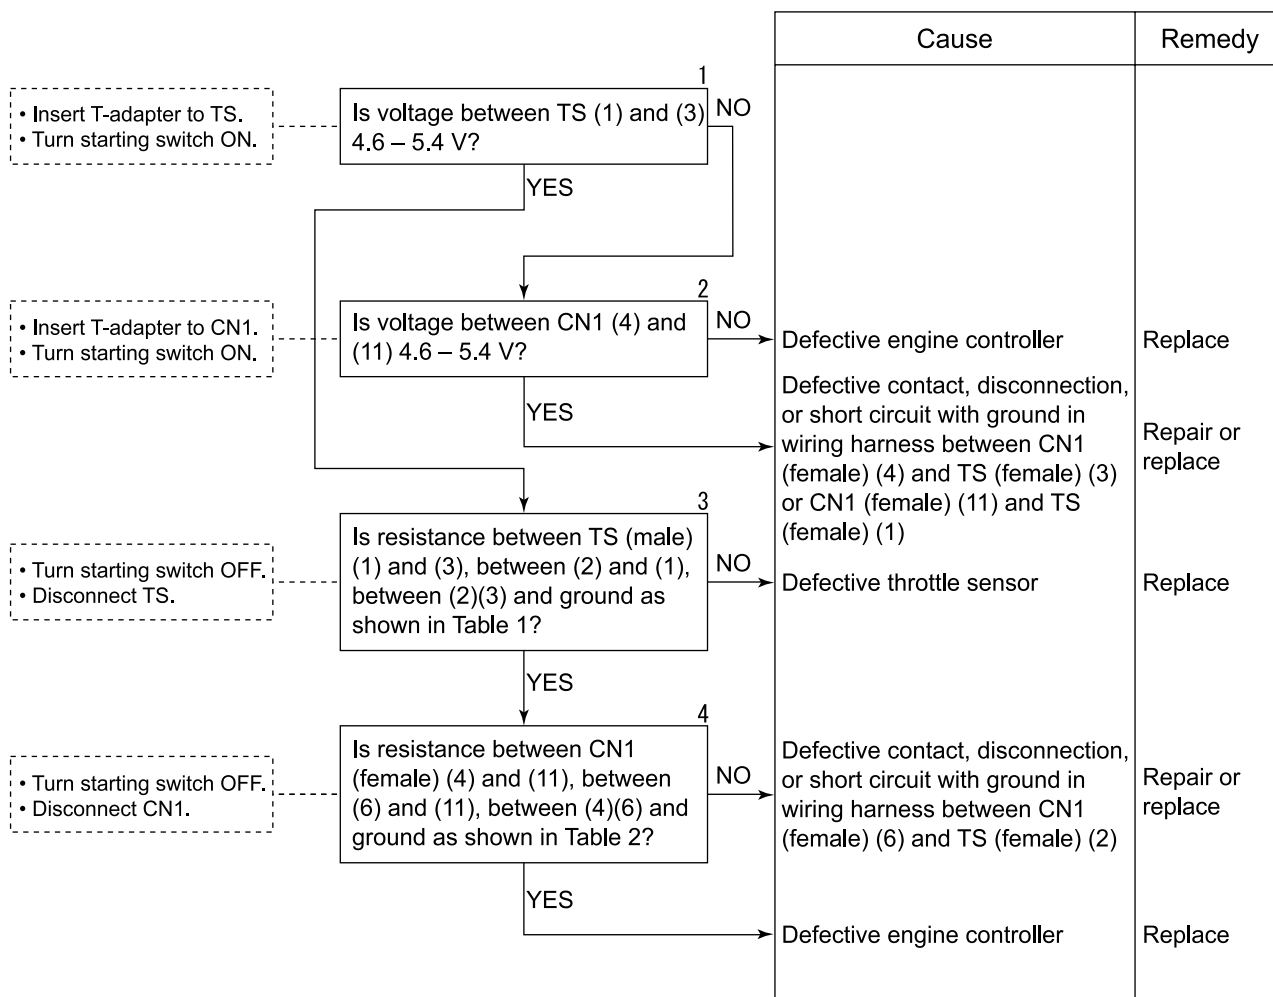 Cause
Remedy
1
• Insert T-adapter to TS.
• Turn starting switch ON.
Is voltage between TS (1) and (3)
4.6 – 5.4 V?
NO
YES
2
• Insert T-adapter to CN1.
• Turn starting switch ON.
Is voltage between CN1 (4) and
(11) 4.6 – 5.4 V?
NO
Defective engine controller
Replace
YES
Defective contact, disconnection,
or short circuit with ground in
wiring harness between CN1
(female) (4) and TS (female) (3)
or CN1 (female) (11) and TS
(female) (1)
Repair or
replace
3
• Turn starting switch OFF.
• Disconnect TS.
Is resistance between TS (male)
(1) and (3), between (2) and (1),
between (2)(3) and ground as
shown in Table 1?
NO
Defective throttle sensor
Replace
YES
4
• Turn starting switch OFF.
• Disconnect CN1.
Is resistance between CN1
(female) (4) and (11), between
(6) and (11), between (4)(6) and
ground as shown in Table 2?
NO
Defective contact, disconnection,
or short circuit with ground in
wiring harness between CN1
(female) (6) and TS (female) (2)
Repair or
replace
YES
Defective engine controller
Replace